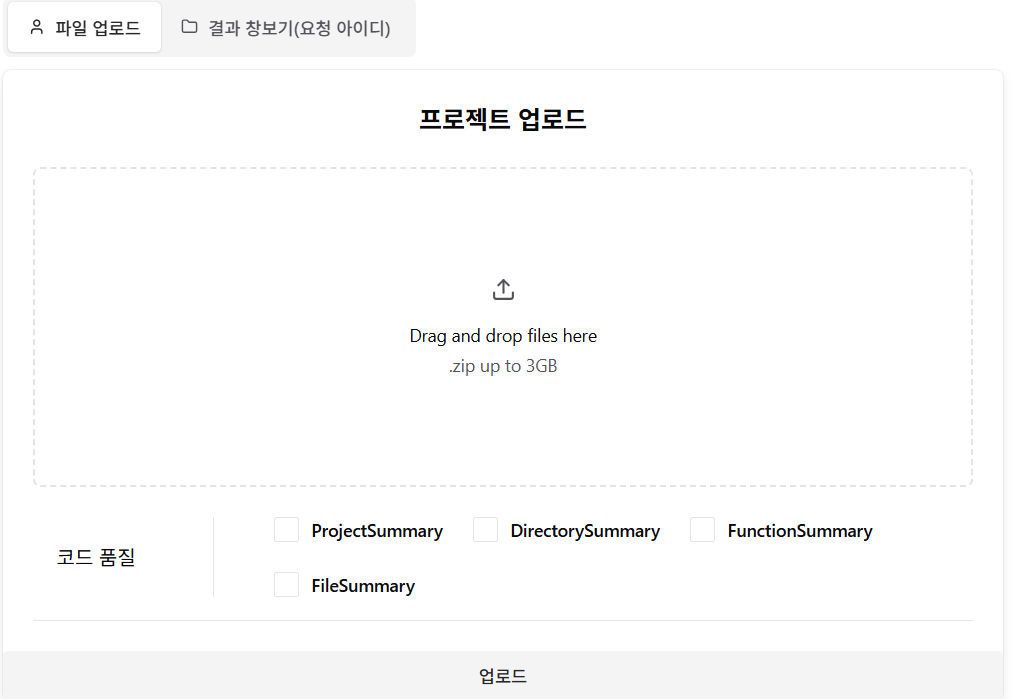 파일 업로드 결과 창보기(요청 아이디)
프로젝트 업로드
Drag and drop files here
.zip up to 3GB
코드 품질
ProjectSummary DirectorySummary FunctionSummary
FileSummary
업로드